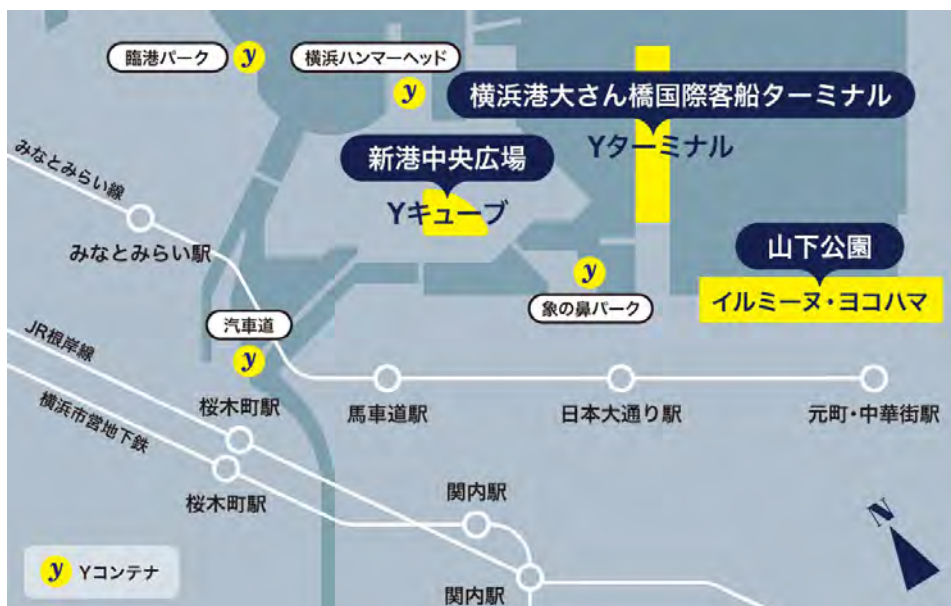 臨港パーク
y
横浜ハンマーヘッド
y
横浜港大さん橋国際客船ターミナル
Yターミナル
新港中央広場
Yキューブ
みなとみらい線
みなとみらい駅
山下公園
イルミーヌ・ヨコハマ
y
象の鼻パーク
汽車道
y
JR根岸線
横浜市営地下鉄
桜木町駅
馬車道駅
日本大通り駅
元町・中華街駅
桜木町駅
関内駅
N
y Yコンテナ
関内駅